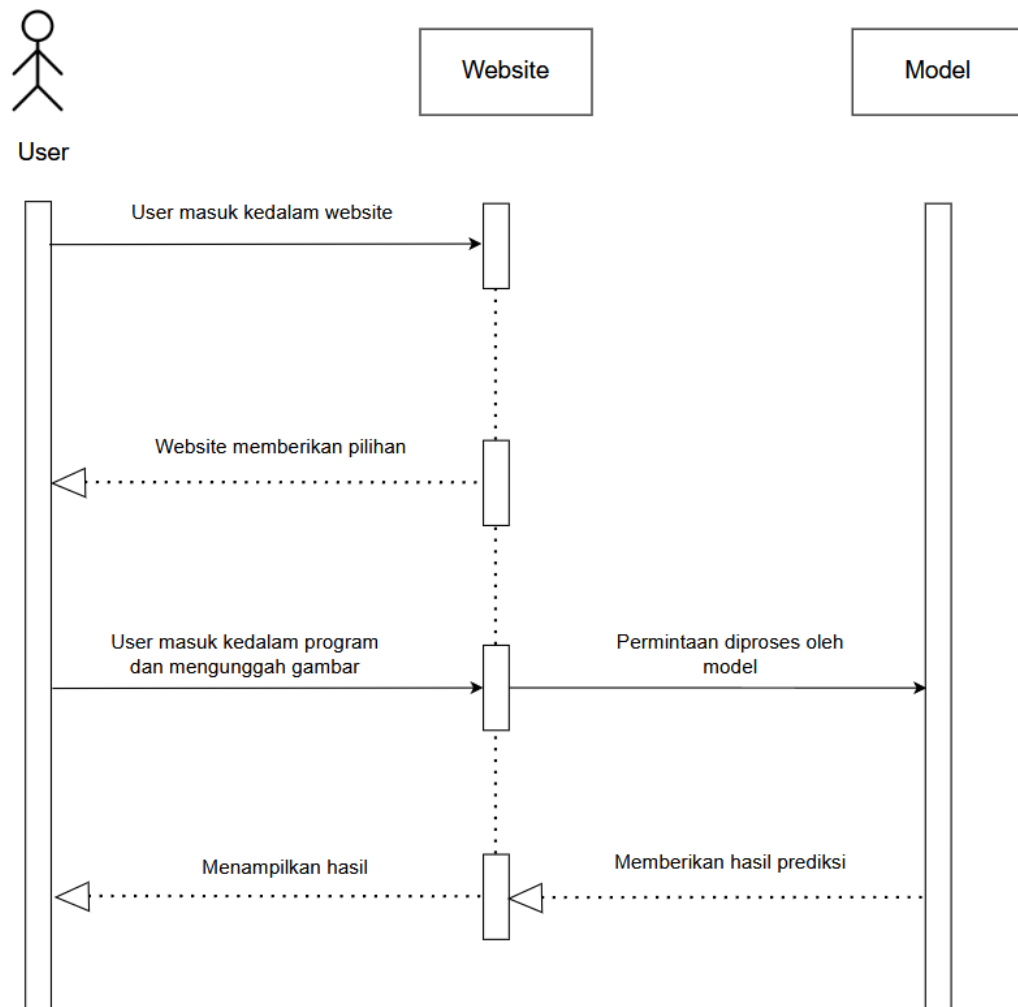 Website
Model
User
User masuk kedalam website
Website memberikan pilihan
User masuk kedalam program
dan mengunggah gambar
Permintaan diproses oleh
model
Menampilkan hasil
Memberikan hasil prediksi